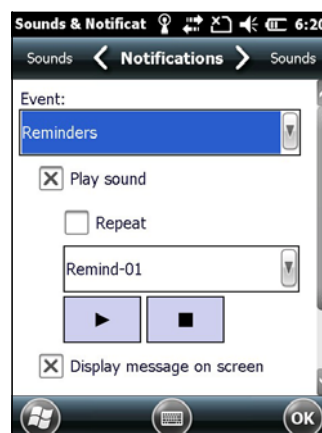 Sounds & Notificat 6:20
Sounds Notifications Sounds
Event:
Reminders
Play sound
Repeat
Remind-01
Display message on screen
OK